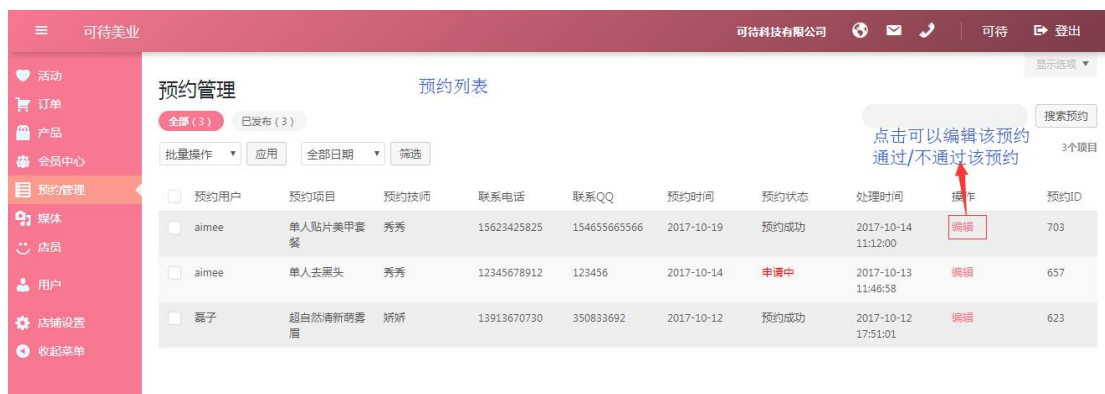 可待美业 可待科技有限公司 可待 登出
显示选项 ▼
活动
订单
产品
会员中心
预约管理
媒体
店员
用户
店铺设置
收起菜单
预约管理 预约列表
全部(3) 已发布(3)
搜索预约
点击可以编辑该预约
通过/不通过该预约
批量操作 ▼ 应用 全部日期 ▼ 筛选 3个项目
预约用户 预约项目 预约技师 联系电话 联系QQ 预约时间 预约状态 处理时间 操作 预约ID
aimee 单人贴片美甲套餐 秀秀 15623425825 154655665566 2017-10-19 预约成功 2017-10-14 11:12:00 编辑 703
aimee 单人去黑头 秀秀 12345678912 123456 2017-10-14 申请中 2017-10-13 11:46:58 编辑 657
磊子 超自然清新萌雾眉 娇娇 13913670730 350833692 2017-10-12 预约成功 2017-10-12 17:51:01 编辑 623